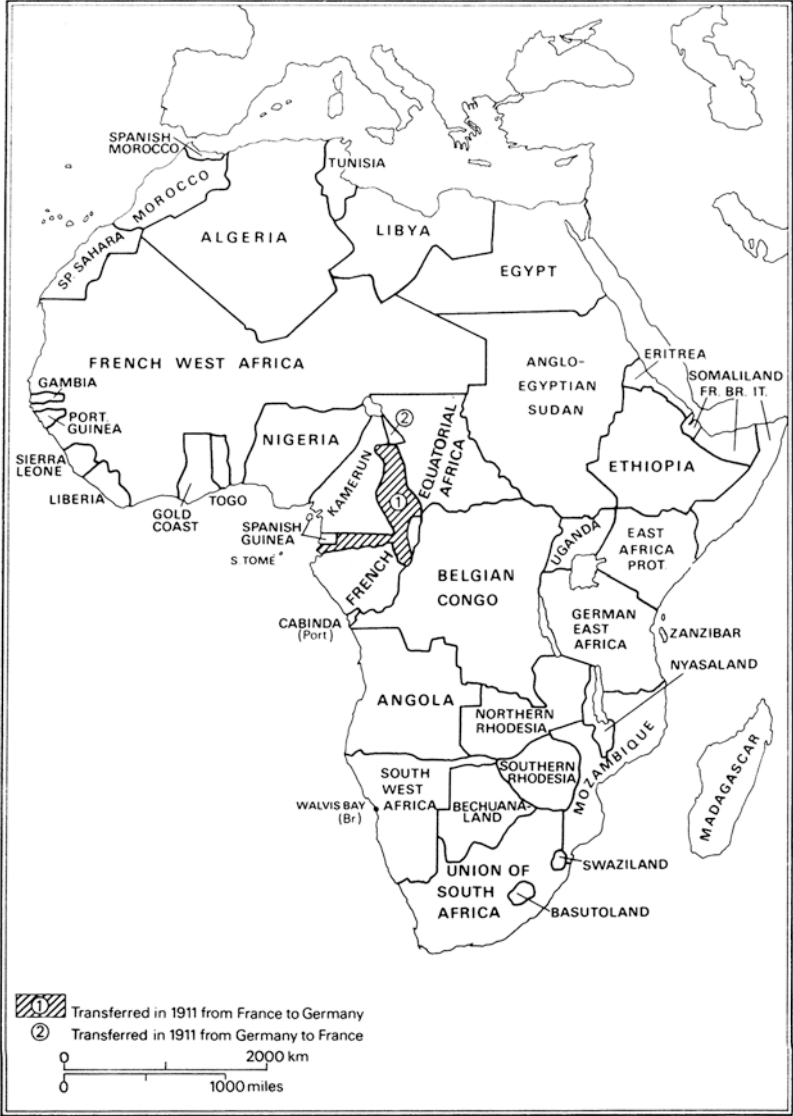 SPANISH
MOROCCO
TUNISIA
MOROCCO
ALGERIA
LIBYA
SP. SAHARA
EGYPT
FRENCH WEST AFRICA
ANGLO-
EGYPTIAN
SUDAN
ERITREA
SOMALILAND
FR. BR. IT.
GAMBIA
PORT.
GUINEA
NIGERIA
2
KAMERUN
1
EQUATORIAL
AFRICA
ETHIOPIA
SIERRA
LEONE
LIBERIA
GOLD
COAST
TOGO
SPANISH
GUINEA
S. TOMÉ
FRENCH
UGANDA
EAST
AFRICA
PROT.
BELGIAN
CONGO
CABINDA
(Port)
GERMAN
EAST
AFRICA
ZANZIBAR
NYASALAND
ANGOLA
NORTHERN
RHODESIA
MOZAMBIQUE
SOUTHERN
RHODESIA
SOUTH
WEST
AFRICA
WALVIS BAY
(Br)
BECHUANA-
LAND
MADAGASCAR
UNION OF
SOUTH
AFRICA
SWAZILAND
BASUTOLAND
1 Transferred in 1911 from France to Germany
2 Transferred in 1911 from Germany to France
0 2000 km
0 1000 miles